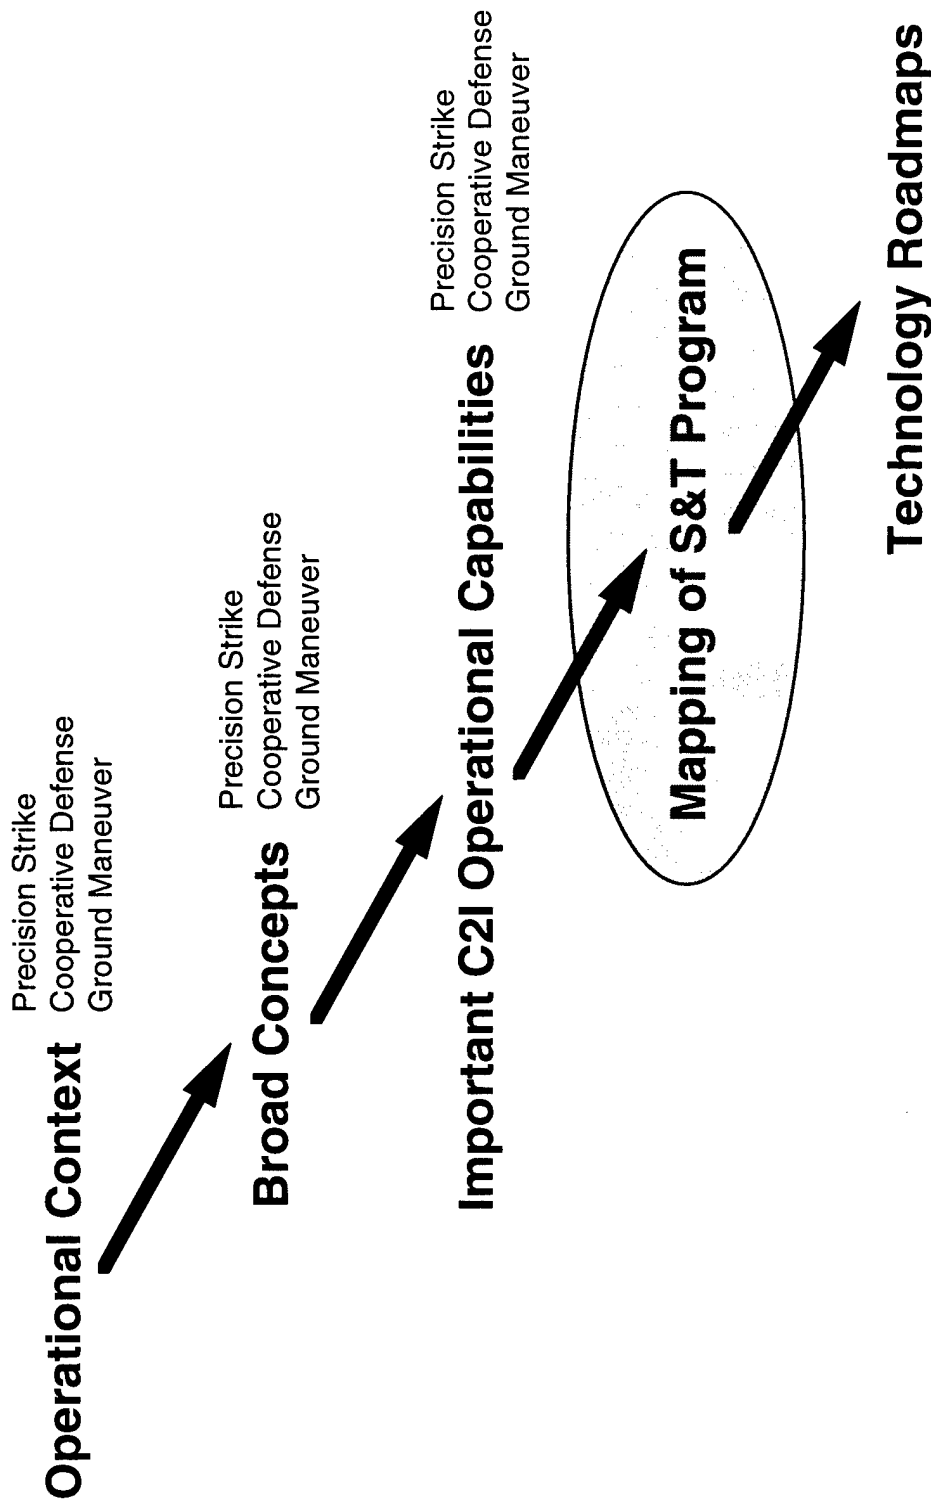 Operational Context
Precision Strike
Cooperative Defense
Ground Maneuver
Broad Concepts
Precision Strike
Cooperative Defense
Ground Maneuver
Important C2I Operational Capabilities
Precision Strike
Cooperative Defense
Ground Maneuver
Mapping of S&T Program
Technology Roadmaps